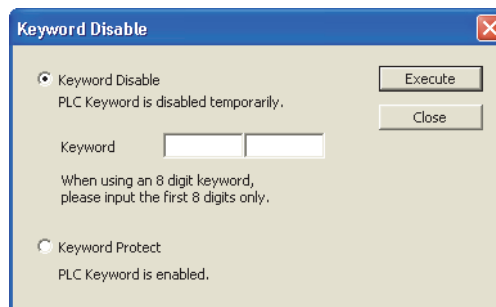 Keyword Disable
Keyword Disable
Execute
PLC Keyword is disabled temporarily.
Close
Keyword
When using an 8 digit keyword,
please input the first 8 digits only.
Keyword Protect
PLC Keyword is enabled.